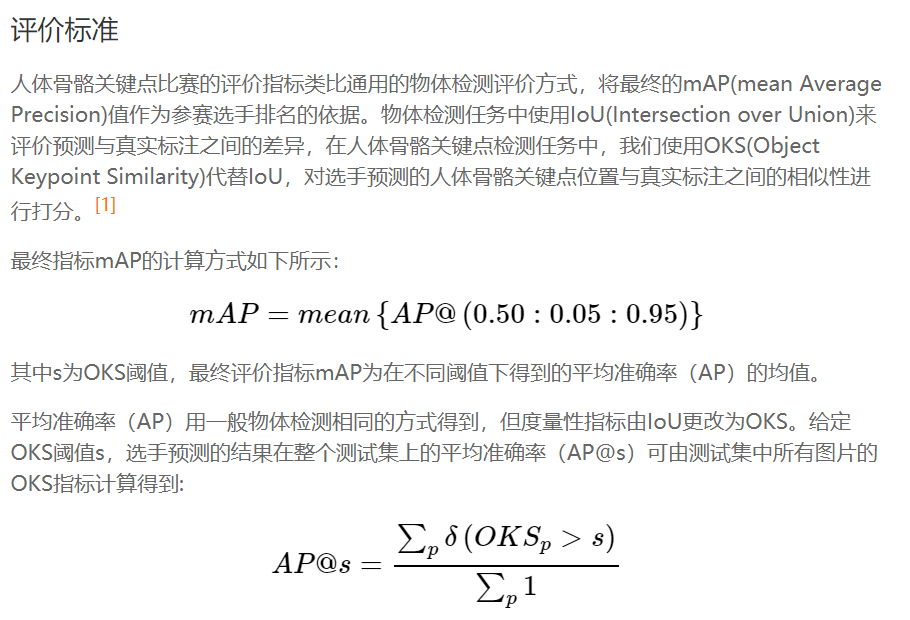 评价标准
人体骨骼关键点比赛的评价指标类比通用的物体检测评价方式，将最终的mAP(mean Average
Precision)值作为参赛选手排名的依据。物体检测任务中使用IoU(Intersection over Union)来
评价预测与真实标注之间的差异，在人体骨骼关键点检测任务中，我们使用OKS(Object
Keypoint Similarity)代替IoU，对选手预测的人体骨骼关键点位置与真实标注之间的相似性进
行打分。[1]
最终指标mAP的计算方式如下所示：
mAP = mean {AP@ (0.50 : 0.05 : 0.95)}
其中s为OKS阈值，最终评价指标mAP为在不同阈值下得到的平均准确率（AP）的均值。
平均准确率（AP）用一般物体检测相同的方式得到，但度量性指标由IoU更改为OKS。给定
OKS阈值s，选手预测的结果在整个测试集上的平均准确率（AP@s）可由测试集中所有图片的
OKS指标计算得到:
AP@s = \frac{\sum_p δ (OKS_p > s)}{\sum_p 1}